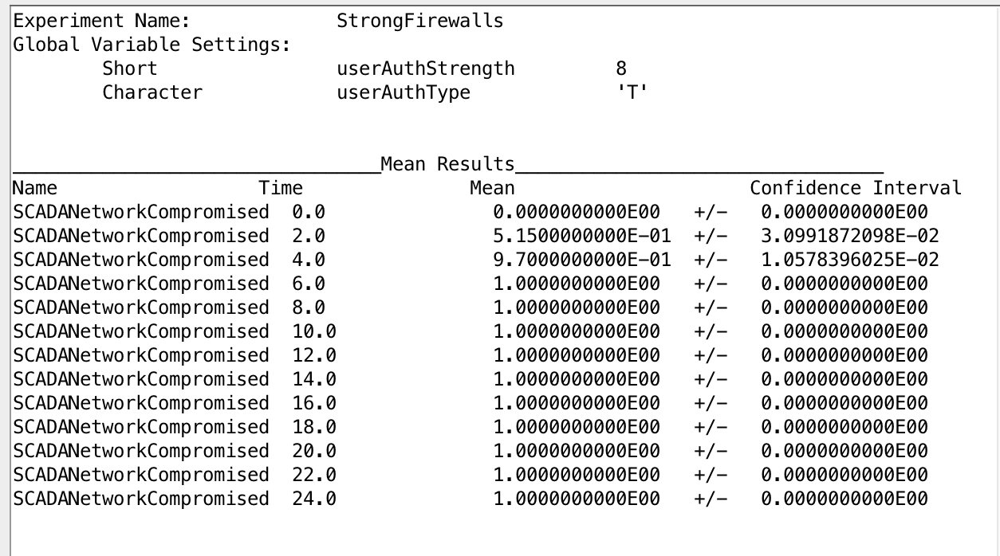 Experiment Name: StrongFirewalls
Global Variable Settings:
Short userAuthStrength 8
Character userAuthType 'T'
_________________________________Mean Results_________________________________
Name Time Mean Confidence Interval
SCADANetworkCompromised 0.0 0.0000000000E00 +/- 0.0000000000E00
SCADANetworkCompromised 2.0 5.1500000000E-01 +/- 3.0991872098E-02
SCADANetworkCompromised 4.0 9.7000000000E-01 +/- 1.0578396025E-02
SCADANetworkCompromised 6.0 1.0000000000E00 +/- 0.0000000000E00
SCADANetworkCompromised 8.0 1.0000000000E00 +/- 0.0000000000E00
SCADANetworkCompromised 10.0 1.0000000000E00 +/- 0.0000000000E00
SCADANetworkCompromised 12.0 1.0000000000E00 +/- 0.0000000000E00
SCADANetworkCompromised 14.0 1.0000000000E00 +/- 0.0000000000E00
SCADANetworkCompromised 16.0 1.0000000000E00 +/- 0.0000000000E00
SCADANetworkCompromised 18.0 1.0000000000E00 +/- 0.0000000000E00
SCADANetworkCompromised 20.0 1.0000000000E00 +/- 0.0000000000E00
SCADANetworkCompromised 22.0 1.0000000000E00 +/- 0.0000000000E00
SCADANetworkCompromised 24.0 1.0000000000E00 +/- 0.0000000000E00